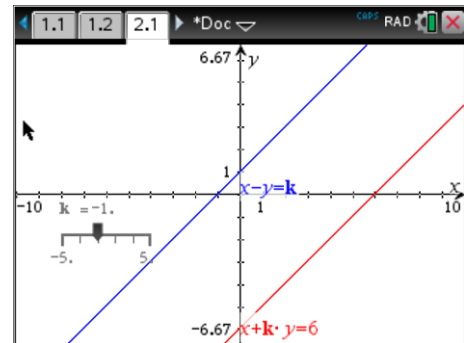 1.1 1.2 2.1 *Doc CAPS RAD
6.67 y
1
x−y=k
x
-10 1 10
k =-1.
-5. 5.
-6.67 x+k· y=6